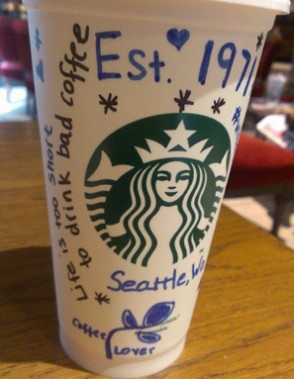 Est. 1971
Life is too short
to drink bad coffee
Seattle, Wa
coffee
LOVER